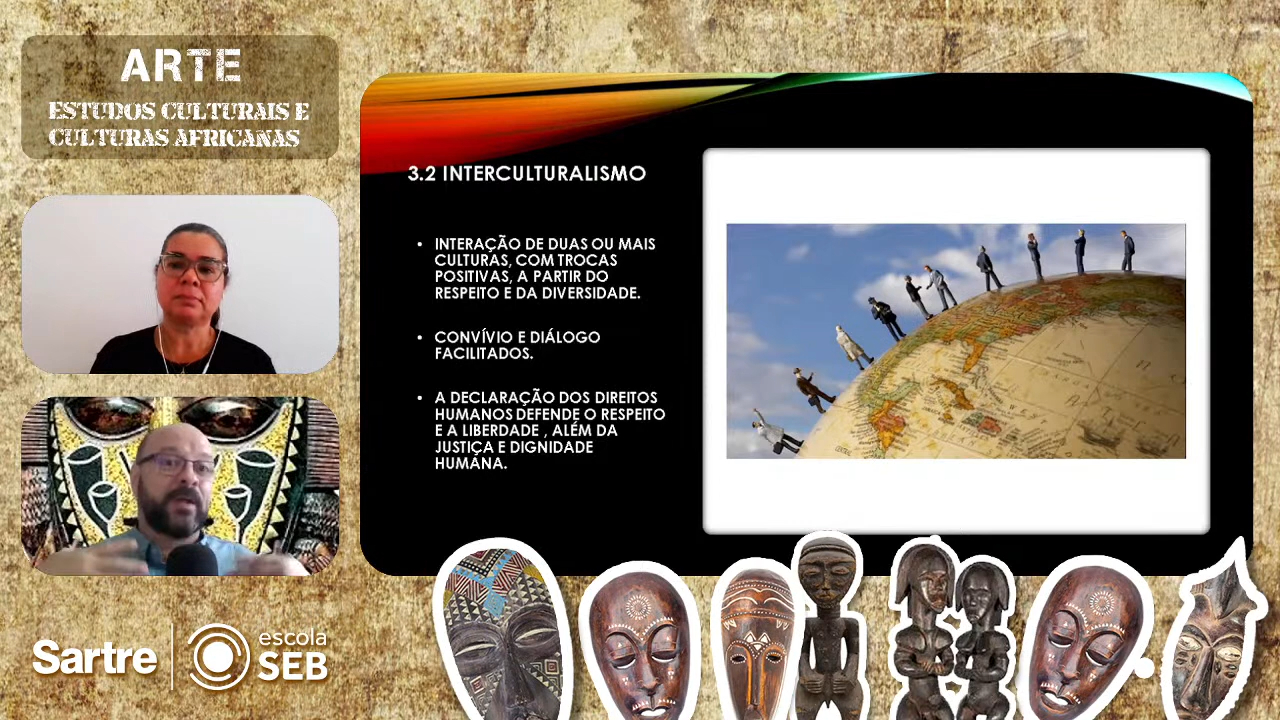 ARTE
ESTUDOS CULTURAIS E
CULTURAS AFRICANAS
3.2 INTERCULTURALISMO
• INTERAÇÃO DE DUAS OU MAIS
CULTURAS, COM TROCAS
POSITIVAS, A PARTIR DO
RESPEITO E DA DIVERSIDADE.
• CONVÍVIO E DIÁLOGO
FACILITADOS.
• A DECLARAÇÃO DOS DIREITOS
HUMANOS DEFENDE O RESPEITO
E A LIBERDADE , ALÉM DA
JUSTIÇA E DIGNIDADE
HUMANA.
Sartre
escola
SEB